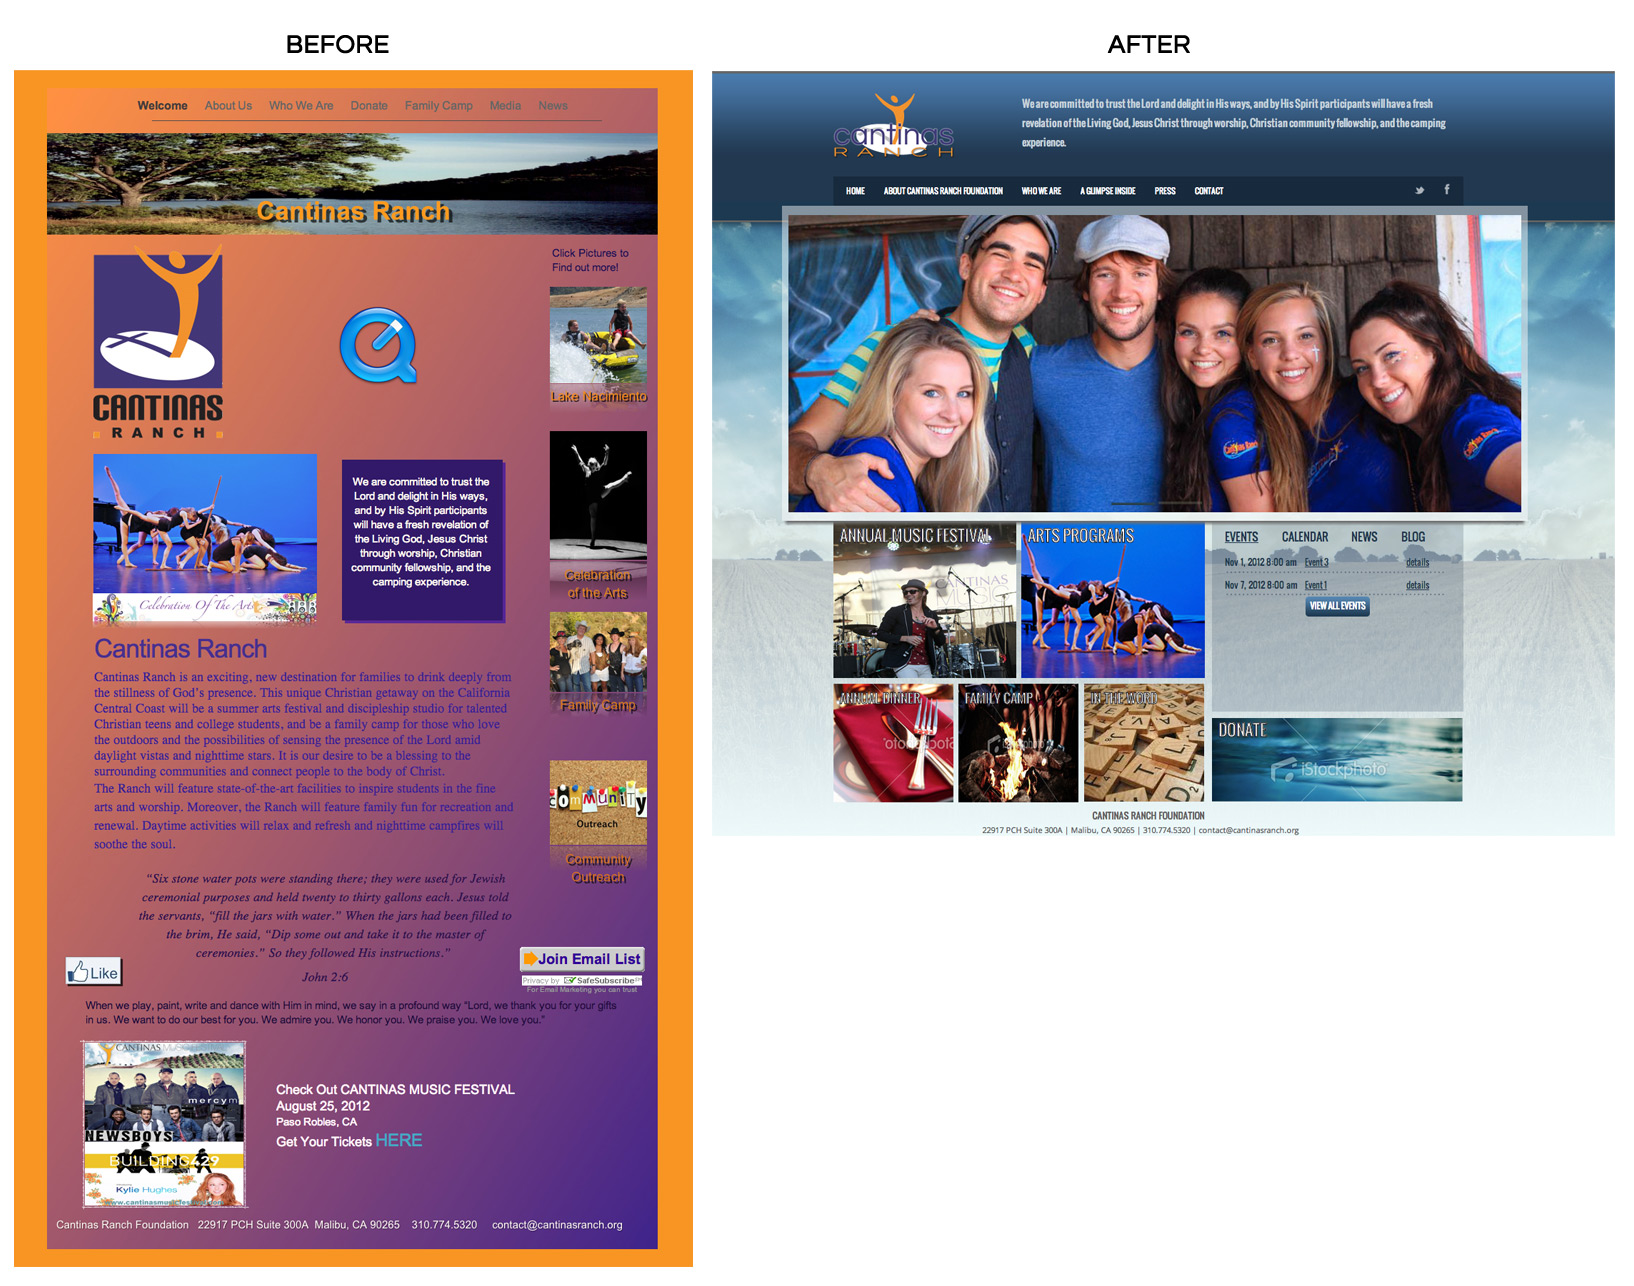 BEFORE
Welcome About Us Who We Are Donate Family Camp Media News
Cantinas Ranch
Click Pictures to
Find out more!
CANTINAS
RANCH
Lake Nacimiento
Celebration Of The Arts
We are committed to trust the
Lord and delight in His ways,
and by His Spirit participants
will have a fresh revelation of
the Living God, Jesus Christ
through worship, Christian
community fellowship, and the
camping experience.
Celebration
of the Arts
Family Camp
Cantinas Ranch
Cantinas Ranch is an exciting, new destination for families to drink deeply from
the stillness of God's presence. This unique Christian getaway on the California
Central Coast will be a summer arts festival and discipleship studio for talented
Christian teens and college students, and be a family camp for those who love
the outdoors and the possibilities of sensing the presence of the Lord amid
daylight vistas and nighttime stars. It is our desire to be a blessing to the
surrounding communities and connect people to the body of Christ.
The Ranch will feature state-of-the-art facilities to inspire students in the fine
arts and worship. Moreover, the Ranch will feature family fun for recreation and
renewal. Daytime activities will relax and refresh and nighttime campfires will
soothe the soul.
community
Outreach
Community
Outreach
“Six stone water pots were standing there; they were used for Jewish
ceremonial purposes and held twenty to thirty gallons each. Jesus told
the servants, “fill the jars with water.” When the jars had been filled to
the brim, He said, “Dip some out and take it to the master of
ceremonies.” So they followed His instructions.”
John 2:6
Like
Join Email List
Privacy by SafeSubscribe
For Email Marketing you can trust
When we play, paint, write and dance with Him in mind, we say in a profound way “Lord, we thank you for your gifts
in us. We want to do our best for you. We admire you. We honor you. We praise you. We love you.”
CANTINAS
mercyme
NEWSBOYS
BUILDING429
Kylie Hughes
Check Out CANTINAS MUSIC FESTIVAL
August 25, 2012
Paso Robles, CA
Get Your Tickets HERE
Cantinas Ranch Foundation 22917 PCH Suite 300A Malibu, CA 90265 310.774.5320 contact@cantinasranch.org
AFTER
cantinas
RANCH
We are committed to trust the Lord and delight in His ways, and by His Spirit participants will have a fresh
revelation of the Living God, Jesus Christ through worship, Christian community fellowship, and the camping
experience.
HOME ABOUT CANTINAS RANCH FOUNDATION WHO WE ARE A GLIMPSE INSIDE PRESS CONTACT
ANNUAL MUSIC FESTIVAL
CANTINAS
MUSIC
ARTS PROGRAMS
EVENTS CALENDAR NEWS BLOG
Nov 1, 2012 8:00 am Event 3 details
Nov 7, 2012 8:00 am Event 1 details
VIEW ALL EVENTS
ANNUAL DINNER
FAMILY CAMP
IN THE WORD
DONATE
iStockphoto
CANTINAS RANCH FOUNDATION
22917 PCH Suite 300A | Malibu, CA 90265 | 310.774.5320 | contact@cantinasranch.org